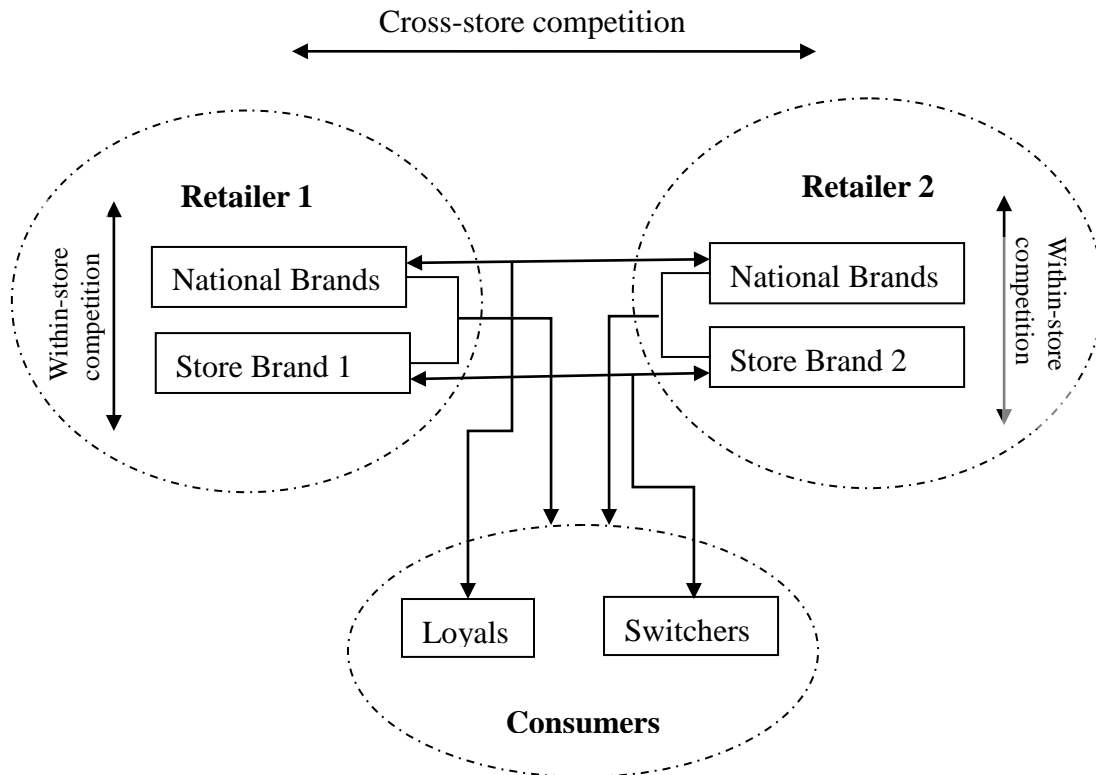 Cross-store competition
Retailer 1
Retailer 2
Within-store
competition
National Brands
Store Brand 1
National Brands
Store Brand 2
Within-store
competition
Loyals
Switchers
Consumers